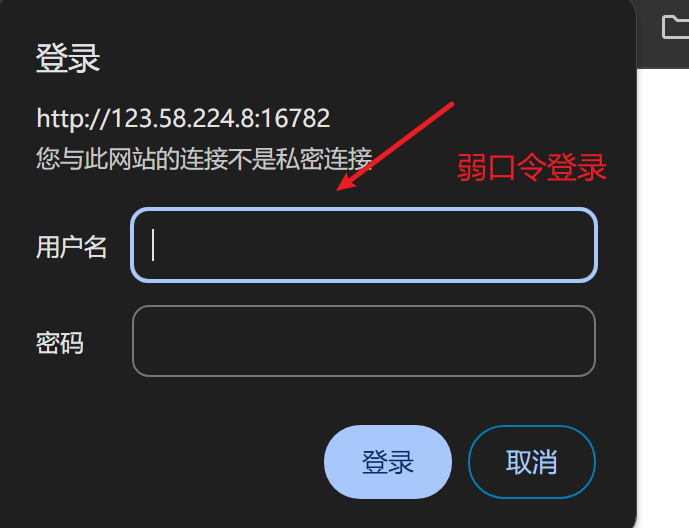 登录
http://123.58.224.8:16782
您与此网站的连接不是私密连接
弱口令登录
用户名
密码
登录
取消